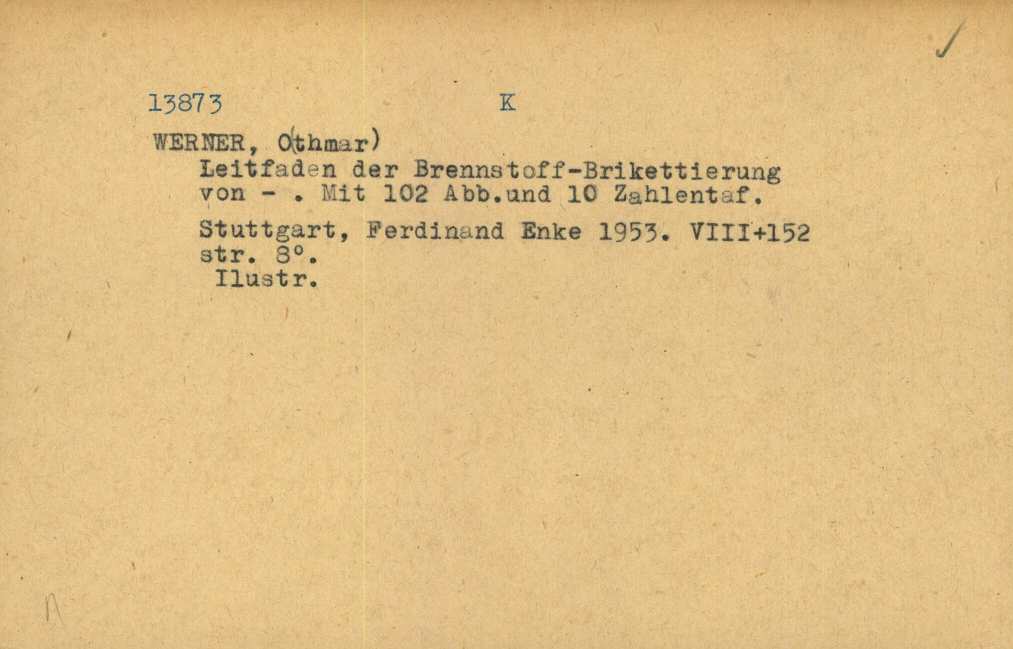 13873 K
WERNER, O(thmar)
Leitfaden der Brennstoff-Brikettierung
von - . Mit 102 Abb.und 10 Zahlentaf.
Stuttgart, Ferdinand Enke 1953. VIII+152
str. 8°.
Ilustr.